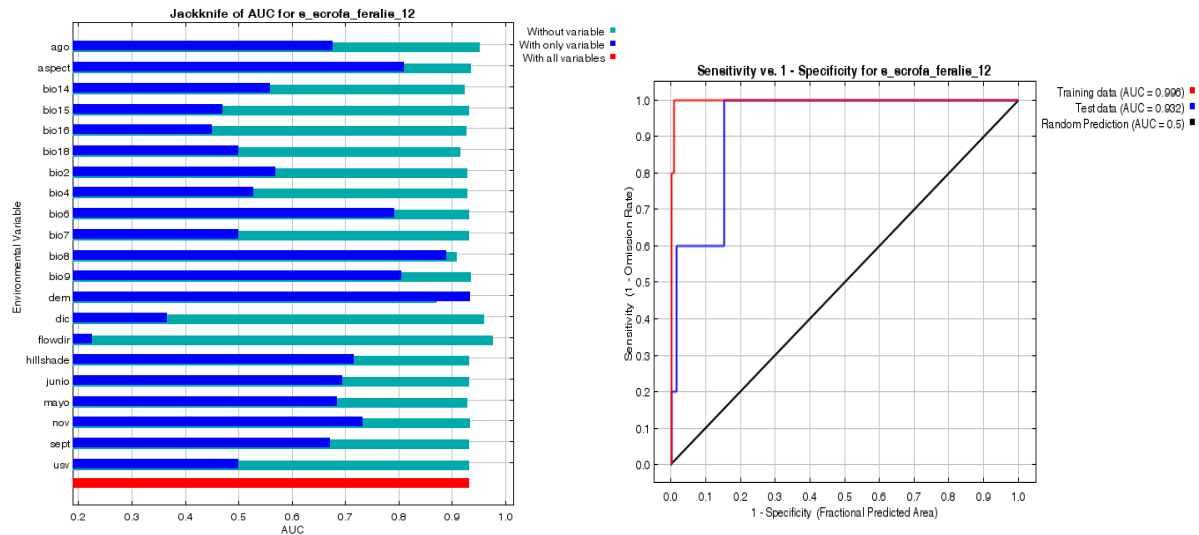 Jackknife of AUC for s_scrofa_feralis_12
Without variable
With only variable
With all variables
Environmental Variable
ago
aspect
bio14
bio15
bio16
bio18
bio2
bio4
bio6
bio7
bio8
bio9
dem
dic
flowdir
hillshade
junio
mayo
nov
sept
usv
0.2 0.3 0.4 0.5 0.6 0.7 0.8 0.9 1.0
AUC
Sensitivity vs. 1 - Specificity for s_scrofa_feralis_12
Training data (AUC = 0.996)
Test data (AUC = 0.932)
Random Prediction (AUC = 0.5)
Sensitivity (1 - Omission Rate)
1.0
0.9
0.8
0.7
0.6
0.5
0.4
0.3
0.2
0.1
0.0
0.0 0.1 0.2 0.3 0.4 0.5 0.6 0.7 0.8 0.9 1.0
1 - Specificity (Fractional Predicted Area)